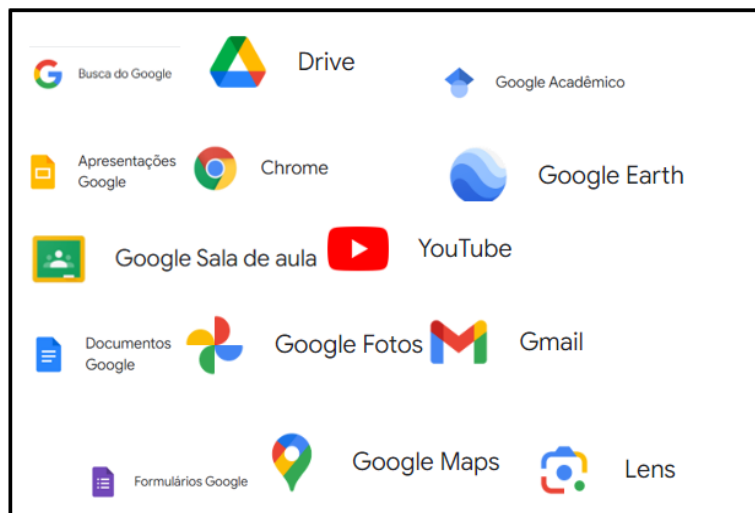 Busca do Google
Drive
Google Acadêmico
Apresentações
Google
Chrome
Google Earth
Google Sala de aula
YouTube
Documentos
Google
Google Fotos
Gmail
Formulários Google
Google Maps
Lens